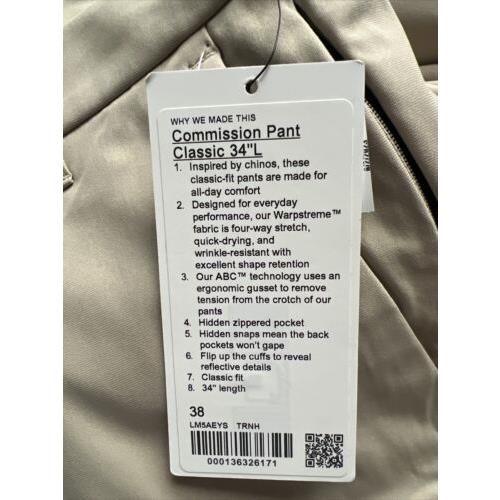 WHY WE MADE THIS
Commission Pant
Classic 34"L
1. Inspired by chinos, these
classic-fit pants are made for
all-day comfort
2. Designed for everyday
performance, our Warpstreme™
fabric is four-way stretch,
quick-drying, and
wrinkle-resistant with
excellent shape retention
3. Our ABC™ technology uses an
ergonomic gusset to remove
tension from the crotch of our
pants
4. Hidden zippered pocket
5. Hidden snaps mean the back
pockets won't gape
6. Flip up the cuffs to reveal
reflective details
7. Classic fit
8. 34" length
38
LM5AEYS TRNH
000136326171